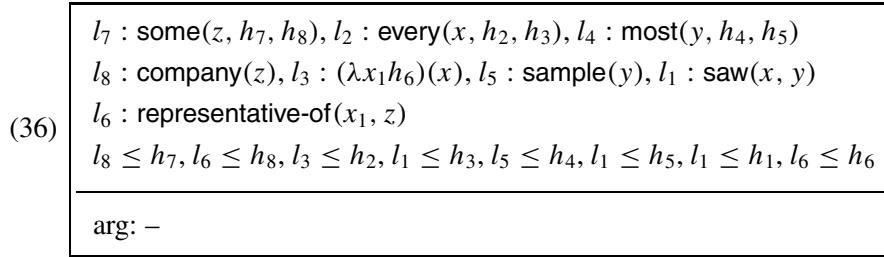 (36)
l₇ : some(z, h₇, h₈), l₂ : every(x, h₂, h₃), l₄ : most(y, h₄, h₅)
l₈ : company(z), l₃ : (λx₁h₆)(x), l₅ : sample(y), l₁ : saw(x, y)
l₆ : representative-of(x₁, z)
l₈ ≤ h₇, l₆ ≤ h₈, l₃ ≤ h₂, l₁ ≤ h₃, l₅ ≤ h₄, l₁ ≤ h₅, l₁ ≤ h₁, l₆ ≤ h₆
arg: –